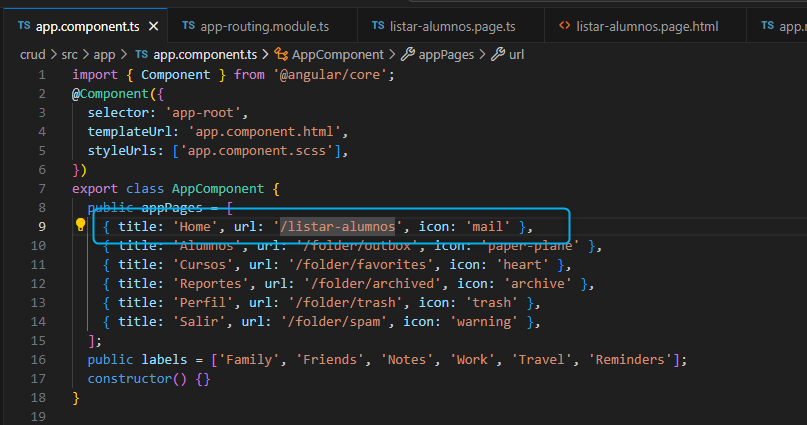 TS app.component.ts × TS app-routing.module.ts TS listar-alumnos.page.ts <> listar-alumnos.page.html TS app.m
crud > src > app > TS app.component.ts > AppComponent > appPages > url
1 import { Component } from '@angular/core';
2 @Component({
3 selector: 'app-root',
4 templateUrl: 'app.component.html',
5 styleUrls: ['app.component.scss'],
6 })
7 export class AppComponent {
8 public appPages = [
9 { title: 'Home', url: '/listar-alumnos', icon: 'mail' },
10 { title: 'Alumnos', url: '/folder/outbox', icon: 'paper-plane' },
11 { title: 'Cursos', url: '/folder/favorites', icon: 'heart' },
12 { title: 'Reportes', url: '/folder/archived', icon: 'archive' },
13 { title: 'Perfil', url: '/folder/trash', icon: 'trash' },
14 { title: 'Salir', url: '/folder/spam', icon: 'warning' },
15 ];
16 public labels = ['Family', 'Friends', 'Notes', 'Work', 'Travel', 'Reminders'];
17 constructor() {}
18 }
19